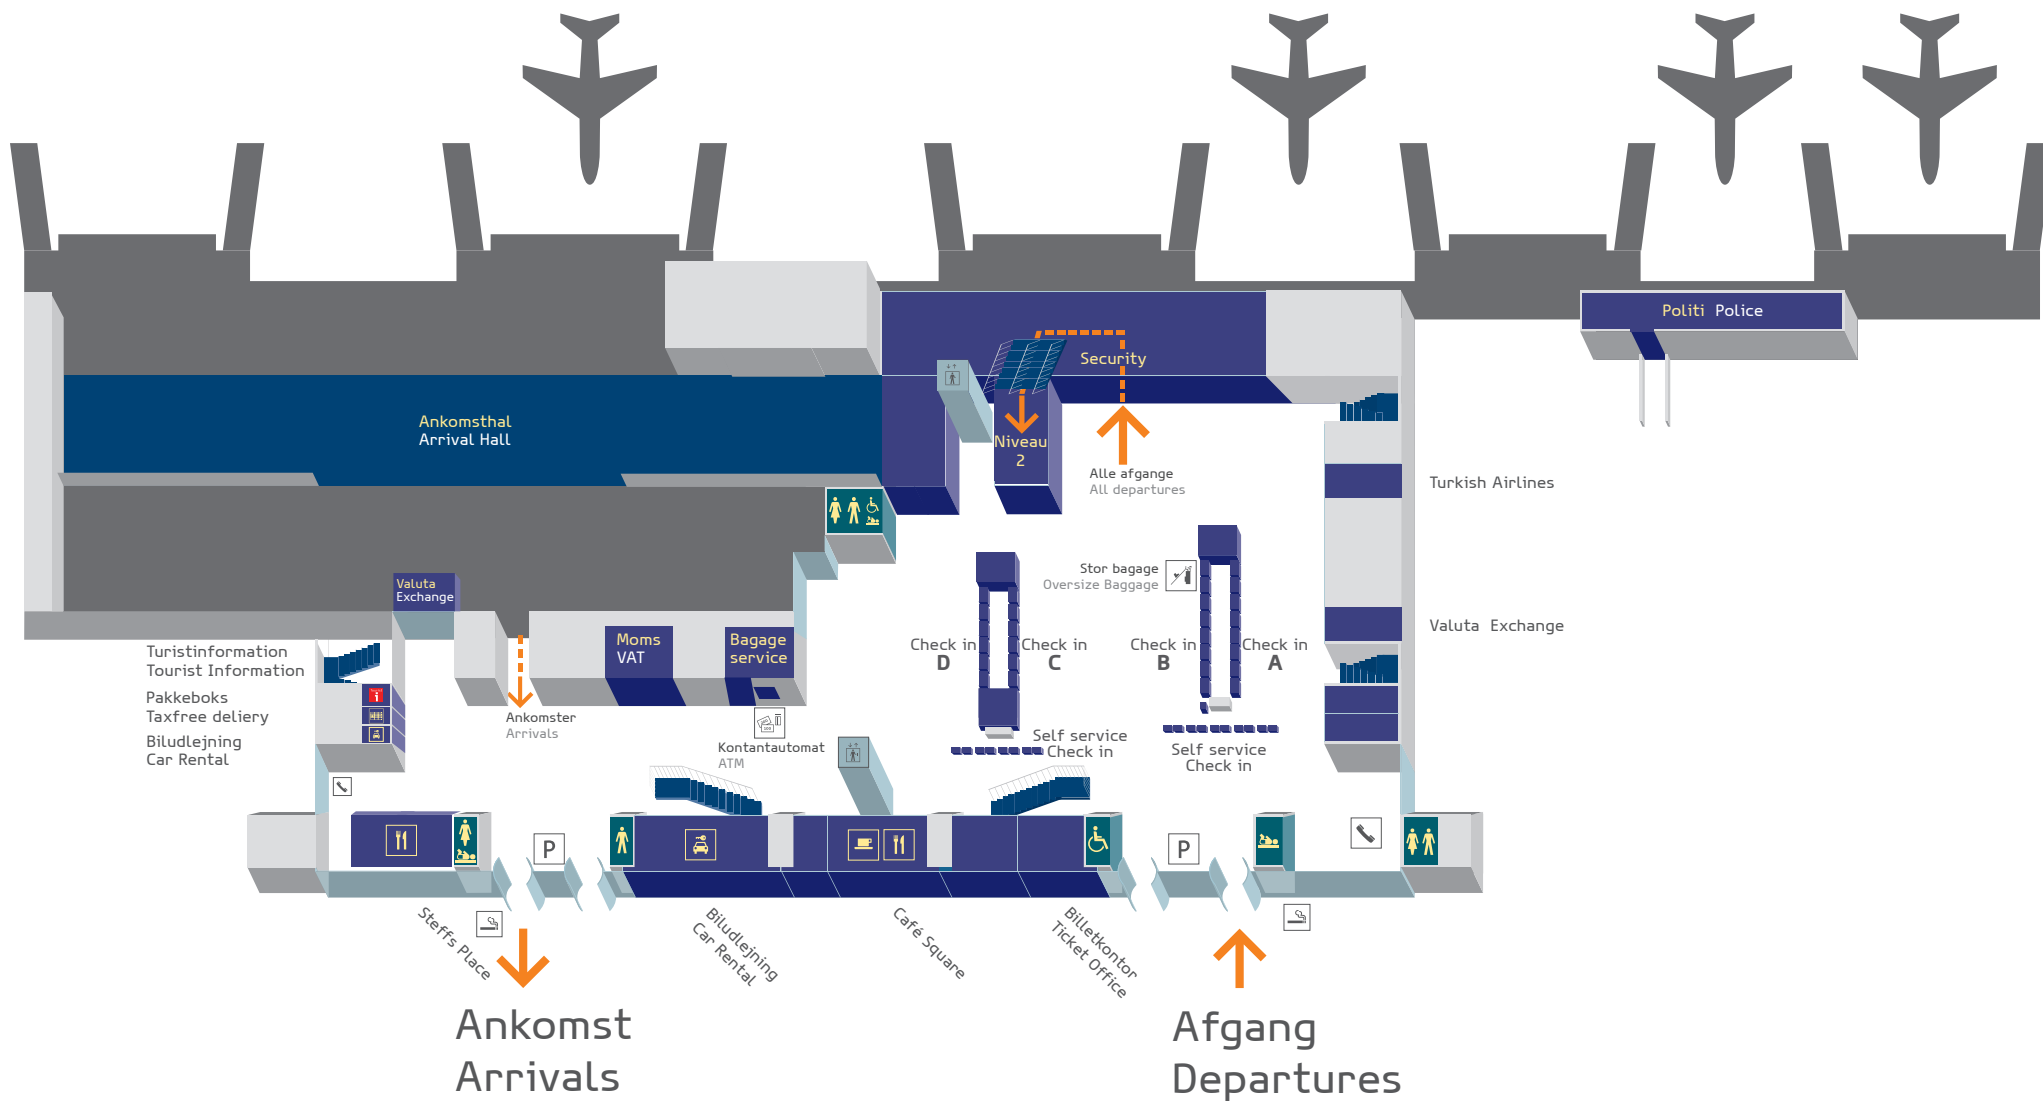 Politi Police
Security
Ankomsthal
Arrival Hall
Niveau
2
Alle afgange
All departures
Turkish Airlines
Stor bagage
Oversize Baggage
Valuta
Exchange
Valuta Exchange
Moms
VAT
Bagage
service
Check in
D
Check in
C
Check in
B
Check in
A
Turistinformation
Tourist Information
Pakkeboks
Taxfree deliery
Biludlejning
Car Rental
Ankomster
Arrivals
Kontantautomat
ATM
Self service
Check in
Self service
Check in
P
P
Steffs Place
Biludlejning
Car Rental
Café Square
Billetkontor
Ticket Office
Ankomst
Arrivals
Afgang
Departures